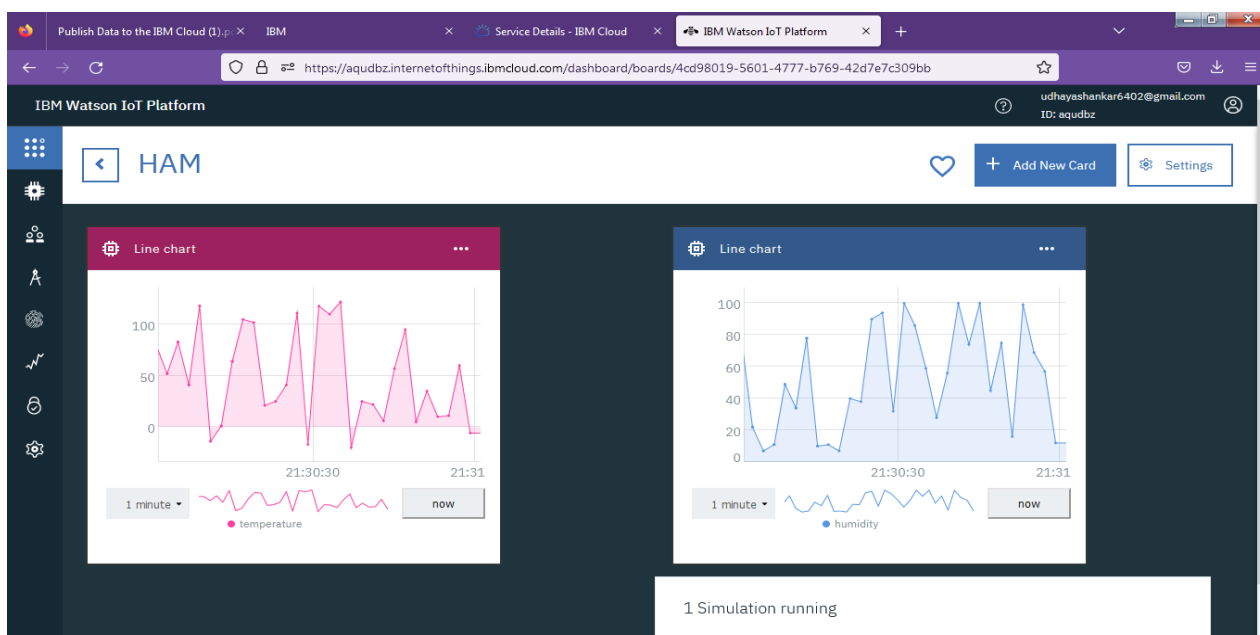 Publish Data to the IBM Cloud (1).p
IBM
Service Details - IBM Cloud
IBM Watson IoT Platform
https://aqudbz.internetofthings.ibmcloud.com/dashboard/boards/4cd98019-5601-4777-b769-42d7e7c309bb
IBM Watson IoT Platform
udhayashankar6402@gmail.com
ID: aqudbz
HAM
Add New Card
Settings
Line chart
100
50
0
21:30:30
21:31
1 minute
now
temperature
Line chart
100
80
60
40
20
0
21:30:30
21:31
1 minute
now
humidity
1 Simulation running